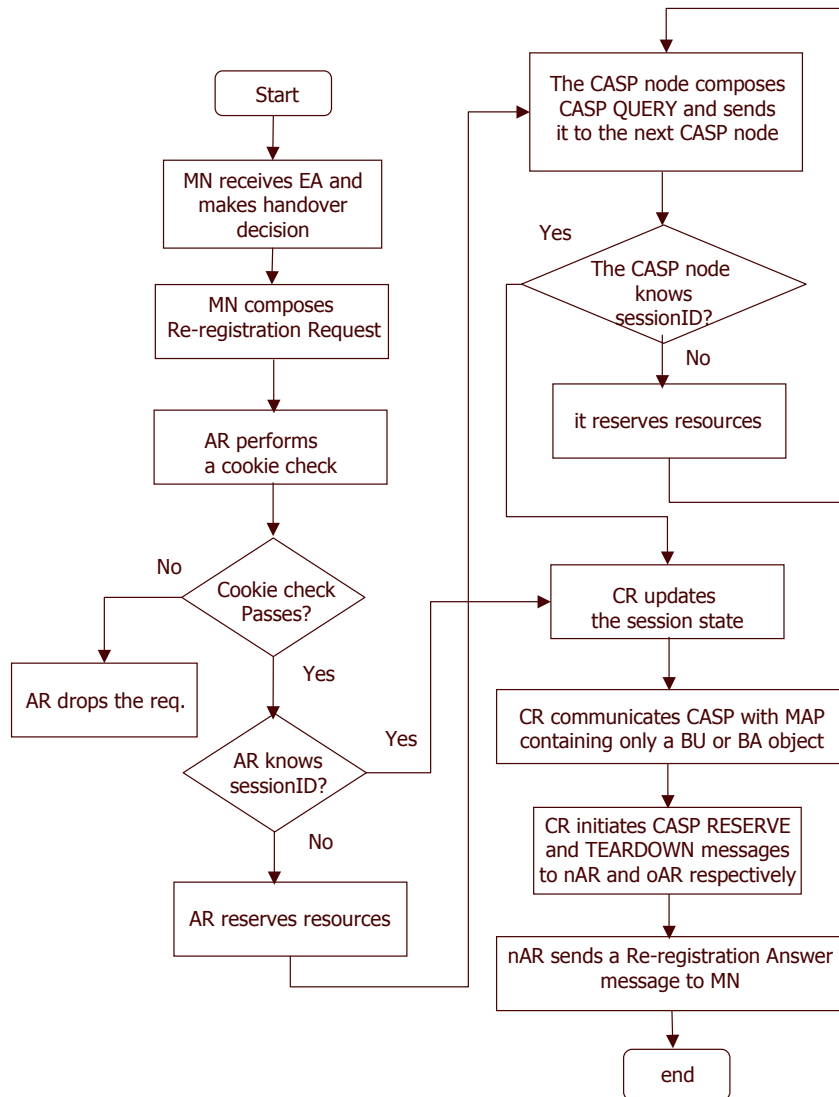 Start
MN receives EA and
makes handover
decision
MN composes
Re-registration Request
AR performs
a cookie check
No
Cookie check
Passes?
AR drops the req.
Yes
AR knows
sessionID?
Yes
No
AR reserves resources
The CASP node composes
CASP QUERY and sends
it to the next CASP node
Yes
The CASP node
knows
sessionID?
No
it reserves resources
CR updates
the session state
CR communicates CASP with MAP
containing only a BU or BA object
CR initiates CASP RESERVE
and TEARDOWN messages
to nAR and oAR respectively
nAR sends a Re-registration Answer
message to MN
end